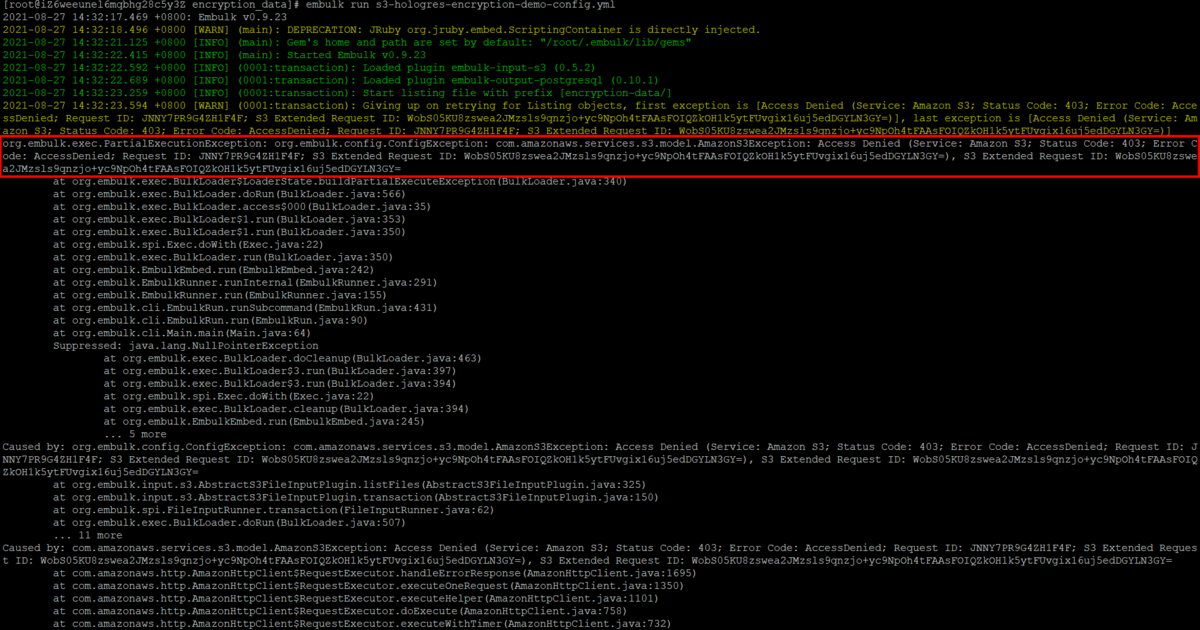 [root@iZ6weeunel6mqbhg28c5y3Z encryption_data]# embulk run s3-hologres-encryption-demo-config.yml
2021-08-27 14:32:17.469 +0800: Embulk v0.9.23
2021-08-27 14:32:18.496 +0800 [WARN] (main): DEPRECATION: JRuby org.jruby.embed.ScriptingContainer is directly injected.
2021-08-27 14:32:21.125 +0800 [INFO] (main): Gem's home and path are set by default: "/root/.embulk/lib/gems"
2021-08-27 14:32:22.415 +0800 [INFO] (main): Started Embulk v0.9.23
2021-08-27 14:32:22.592 +0800 [INFO] (0001:transaction): Loaded plugin embulk-input-s3 (0.5.2)
2021-08-27 14:32:22.689 +0800 [INFO] (0001:transaction): Loaded plugin embulk-output-postgresql (0.10.1)
2021-08-27 14:32:23.259 +0800 [INFO] (0001:transaction): Start listing file with prefix [encryption-data/]
2021-08-27 14:32:23.594 +0800 [WARN] (0001:transaction): Giving up on retrying for Listing objects, first exception is [Access Denied (Service: Amazon S3; Status Code: 403; Error Code: Acce
ssDenied; Request ID: JNNY7PR9G4ZH1F4F; S3 Extended Request ID: WobS05KU8zswea2JMzsls9qnzjo+yc9NpOh4tFAAsFOIQZkOH1k5ytFUvgix16uj5edDGYLN3GY=)], last exception is [Access Denied (Service: Am
azon S3; Status Code: 403; Error Code: AccessDenied; Request ID: JNNY7PR9G4ZH1F4F; S3 Extended Request ID: WobS05KU8zswea2JMzsls9qnzjo+yc9NpOh4tFAAsFOIQZkOH1k5ytFUvgix16uj5edDGYLN3GY=)]
org.embulk.exec.PartialExecutionException: org.embulk.config.ConfigException: com.amazonaws.services.s3.model.AmazonS3Exception: Access Denied (Service: Amazon S3; Status Code: 403; Error C
ode: AccessDenied; Request ID: JNNY7PR9G4ZH1F4F; S3 Extended Request ID: WobS05KU8zswea2JMzsls9qnzjo+yc9NpOh4tFAAsFOIQZkOH1k5ytFUvgix16uj5edDGYLN3GY=), S3 Extended Request ID: WobS05KU8zswe
a2JMzsls9qnzjo+yc9NpOh4tFAAsFOIQZkOH1k5ytFUvgix16uj5edDGYLN3GY=
at org.embulk.exec.BulkLoader$LoaderState.buildPartialExecuteException(BulkLoader.java:340)
at org.embulk.exec.BulkLoader.doRun(BulkLoader.java:566)
at org.embulk.exec.BulkLoader.access$000(BulkLoader.java:35)
at org.embulk.exec.BulkLoader$1.run(BulkLoader.java:353)
at org.embulk.exec.BulkLoader$1.run(BulkLoader.java:350)
at org.embulk.spi.Exec.doWith(Exec.java:22)
at org.embulk.exec.BulkLoader.run(BulkLoader.java:350)
at org.embulk.EmbulkEmbed.run(EmbulkEmbed.java:242)
at org.embulk.EmbulkRunner.runInternal(EmbulkRunner.java:291)
at org.embulk.EmbulkRunner.run(EmbulkRunner.java:155)
at org.embulk.cli.EmbulkRun.runSubcommand(EmbulkRun.java:431)
at org.embulk.cli.EmbulkRun.run(EmbulkRun.java:90)
at org.embulk.cli.Main.main(Main.java:64)
Suppressed: java.lang.NullPointerException
at org.embulk.exec.BulkLoader.doCleanup(BulkLoader.java:463)
at org.embulk.exec.BulkLoader$3.run(BulkLoader.java:397)
at org.embulk.exec.BulkLoader$3.run(BulkLoader.java:394)
at org.embulk.spi.Exec.doWith(Exec.java:22)
at org.embulk.exec.BulkLoader.cleanup(BulkLoader.java:394)
at org.embulk.EmbulkEmbed.run(EmbulkEmbed.java:245)
... 5 more
Caused by: org.embulk.config.ConfigException: com.amazonaws.services.s3.model.AmazonS3Exception: Access Denied (Service: Amazon S3; Status Code: 403; Error Code: AccessDenied; Request ID: J
NNY7PR9G4ZH1F4F; S3 Extended Request ID: WobS05KU8zswea2JMzsls9qnzjo+yc9NpOh4tFAAsFOIQZkOH1k5ytFUvgix16uj5edDGYLN3GY=), S3 Extended Request ID: WobS05KU8zswea2JMzsls9qnzjo+yc9NpOh4tFAAsFOIQ
ZkOH1k5ytFUvgix16uj5edDGYLN3GY=
at org.embulk.input.s3.AbstractS3FileInputPlugin.listFiles(AbstractS3FileInputPlugin.java:325)
at org.embulk.input.s3.AbstractS3FileInputPlugin.transaction(AbstractS3FileInputPlugin.java:150)
at org.embulk.spi.FileInputRunner.transaction(FileInputRunner.java:62)
at org.embulk.exec.BulkLoader.doRun(BulkLoader.java:507)
... 11 more
Caused by: com.amazonaws.services.s3.model.AmazonS3Exception: Access Denied (Service: Amazon S3; Status Code: 403; Error Code: AccessDenied; Request ID: JNNY7PR9G4ZH1F4F; S3 Extended Reques
t ID: WobS05KU8zswea2JMzsls9qnzjo+yc9NpOh4tFAAsFOIQZkOH1k5ytFUvgix16uj5edDGYLN3GY=), S3 Extended Request ID: WobS05KU8zswea2JMzsls9qnzjo+yc9NpOh4tFAAsFOIQZkOH1k5ytFUvgix16uj5edDGYLN3GY=
at com.amazonaws.http.AmazonHttpClient$RequestExecutor.handleErrorResponse(AmazonHttpClient.java:1695)
at com.amazonaws.http.AmazonHttpClient$RequestExecutor.executeOneRequest(AmazonHttpClient.java:1350)
at com.amazonaws.http.AmazonHttpClient$RequestExecutor.executeHelper(AmazonHttpClient.java:1101)
at com.amazonaws.http.AmazonHttpClient$RequestExecutor.doExecute(AmazonHttpClient.java:758)
at com.amazonaws.http.AmazonHttpClient$RequestExecutor.executeWithTimer(AmazonHttpClient.java:732)